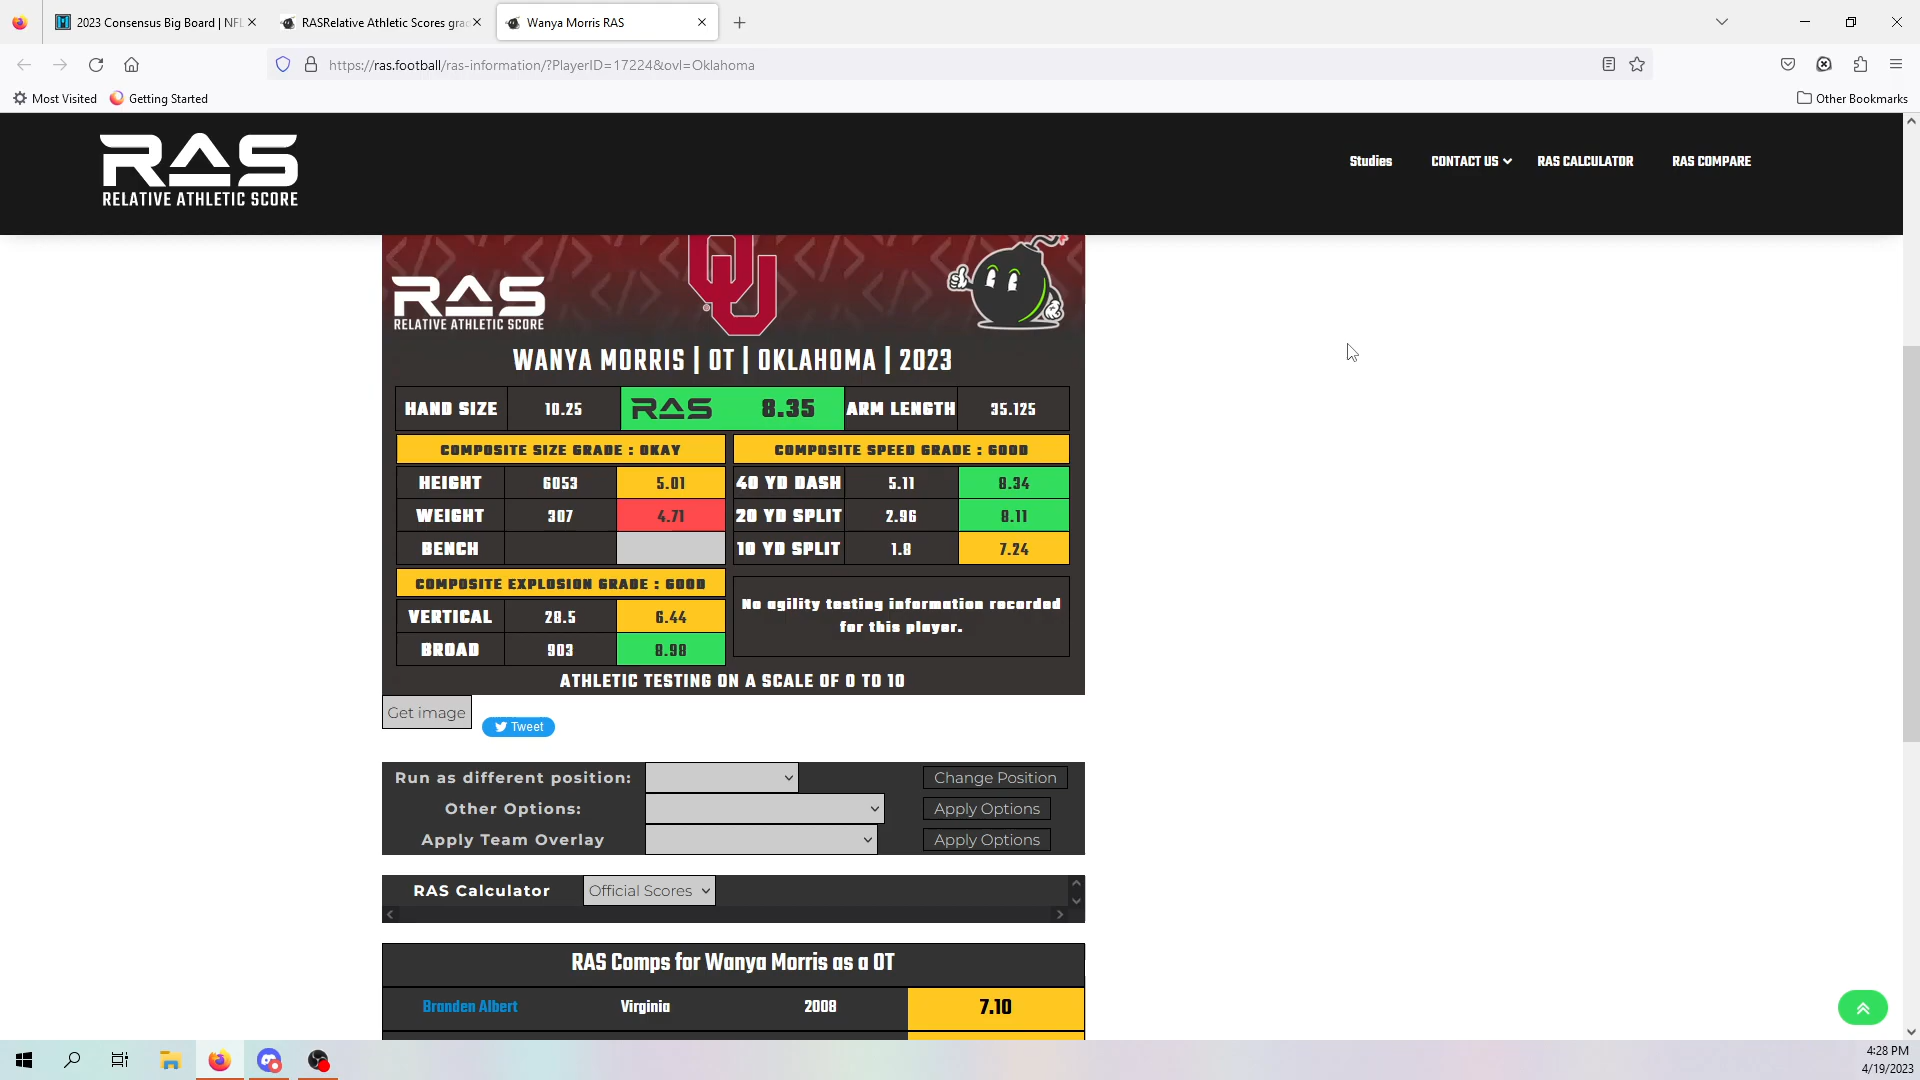 2023 Consensus Big Board | NFL
RASRelative Athletic Scores grad
Wanya Morris RAS
https://ras.football/ras-information/?PlayerID=17224&ovl=Oklahoma
Most Visited
Getting Started
Other Bookmarks
RAS
RELATIVE ATHLETIC SCORE
Studies
CONTACT US
RAS CALCULATOR
RAS COMPARE
RAS
RELATIVE ATHLETIC SCORE
WANYA MORRIS | OT | OKLAHOMA | 2023
HAND SIZE 10.25 RAS 8.35 ARM LENGTH 35.125
COMPOSITE SIZE GRADE : OKAY COMPOSITE SPEED GRADE : GOOD
HEIGHT 6053 5.01 40 YD DASH 5.11 8.34
WEIGHT 307 4.71 20 YD SPLIT 2.96 8.11
BENCH 10 YD SPLIT 1.8 7.24
COMPOSITE EXPLOSION GRADE : GOOD
No agility testing information recorded
for this player.
VERTICAL 28.5 6.44
BROAD 903 8.98
ATHLETIC TESTING ON A SCALE OF 0 TO 10
Get image
Tweet
Run as different position: Change Position
Other Options: Apply Options
Apply Team Overlay Apply Options
RAS Calculator Official Scores
RAS Comps for Wanya Morris as a OT
Branden Albert Virginia 2008 7.10
4:28 PM
4/19/2023